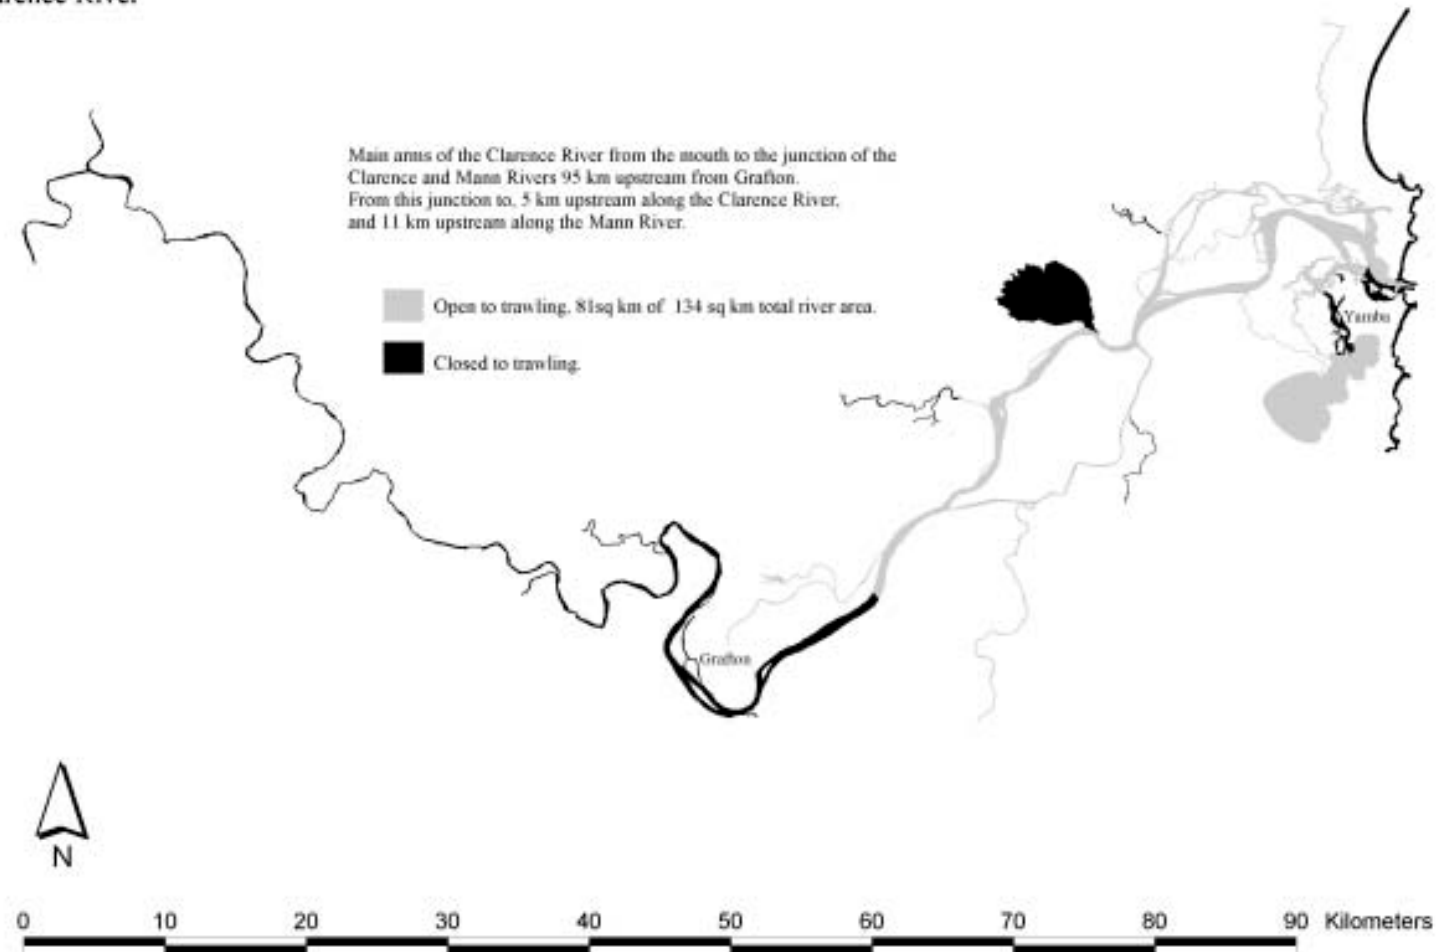 Main arms of the Clarence River from the mouth to the junction of the
Clarence and Mann Rivers 95 km upstream from Grafton.
From this junction to, 5 km upstream along the Clarence River,
and 11 km upstream along the Mann River.
Open to trawling, 81sq km of 134 sq km total river area.
Closed to trawling.
Yamba
Grafton
N
0 10 20 30 40 50 60 70 80 90 Kilometers